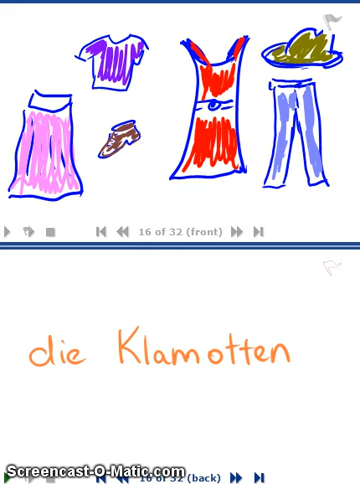 16 of 32 (front)
die Klamotten
Screencast-O-Matic.com
16 of 32 (back)